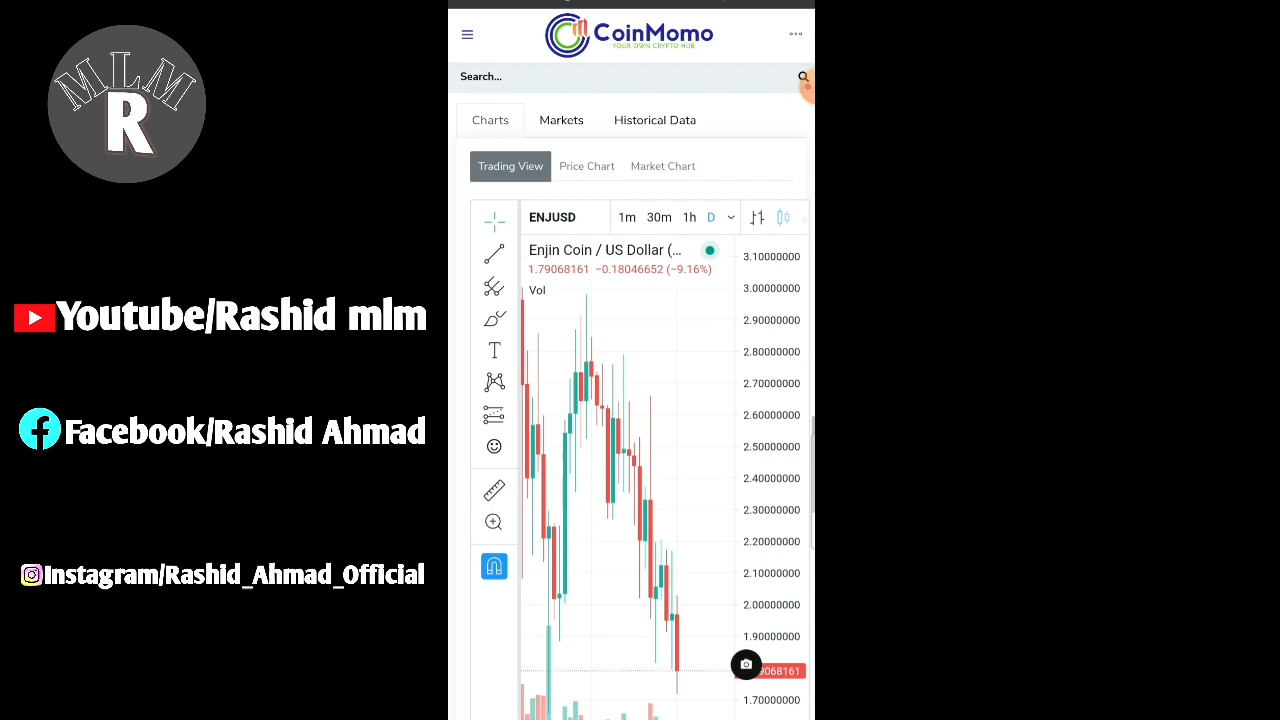 MLM
R
Youtube/Rashid mlm
Facebook/Rashid Ahmad
Instagram/Rashid_Ahmad_Official
CoinMomo
YOUR OWN CRYPTO HUB
Search...
Charts Markets Historical Data
Trading View Price Chart Market Chart
ENJUSD 1m 30m 1h D
Enjin Coin / US Dollar (...
1.79068161 −0.18046652 (−9.16%)
Vol
3.10000000
3.00000000
2.90000000
2.80000000
2.70000000
2.60000000
2.50000000
2.40000000
2.30000000
2.20000000
2.10000000
2.00000000
1.90000000
9068161
1.70000000